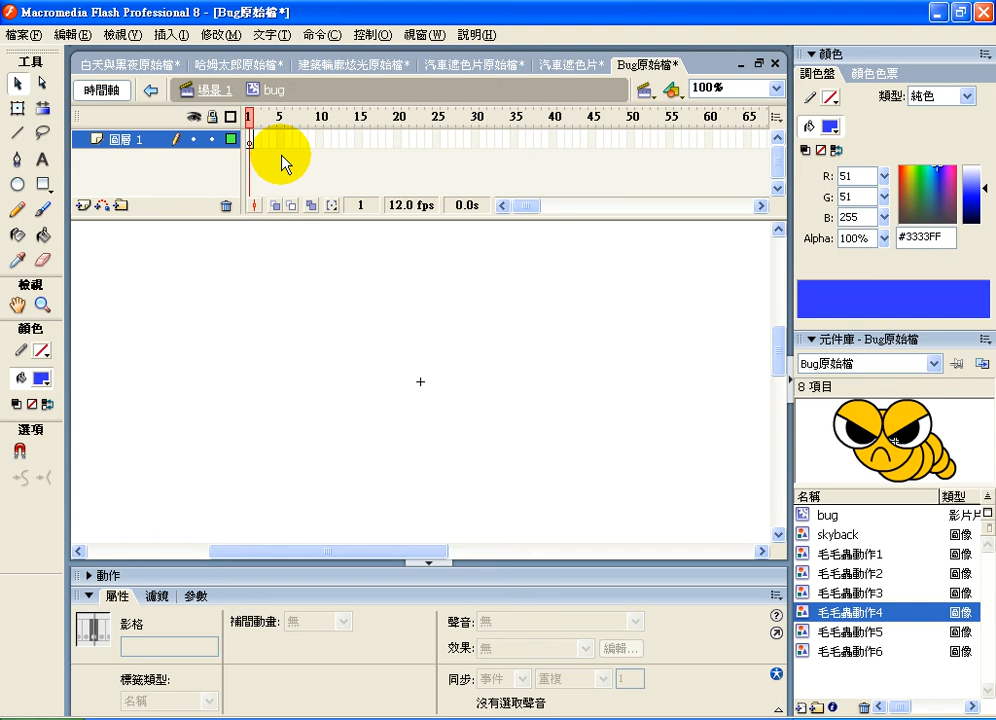 Macromedia Flash Professional 8 - [Bug原始檔*]
檔案(F) 編輯(E) 檢視(V) 插入(I) 修改(M) 文字(T) 命令(C) 控制(O) 視窗(W) 說明(H)
工具
白天與黑夜原始檔* 哈姆太郎原始檔* 建築輪廓炫光原始檔* 汽車遮色片原始檔* 汽車遮色片* Bug原始檔*
時間軸 場景 1 bug 100%
1 5 10 15 20 25 30 35 40 45 50 55 60 65
圖層 1
1 12.0 fps 0.0s
檢視
顏色
選項
顏色
調色盤 顏色色票
類型: 純色
R: 51
G: 51
B: 255
Alpha: 100% #3333FF
元件庫 - Bug原始檔
Bug原始檔
8 項目
名稱 類型
bug 影片片
skyback 圖像
毛毛蟲動作1 圖像
毛毛蟲動作2 圖像
毛毛蟲動作3 圖像
毛毛蟲動作4 圖像
毛毛蟲動作5 圖像
毛毛蟲動作6 圖像
動作
屬性 濾鏡 參數
影格 補間動畫: 無 聲音: 無
效果: 無 編輯...
標籤類型: 同步: 事件 重複 1
名稱 沒有選取聲音